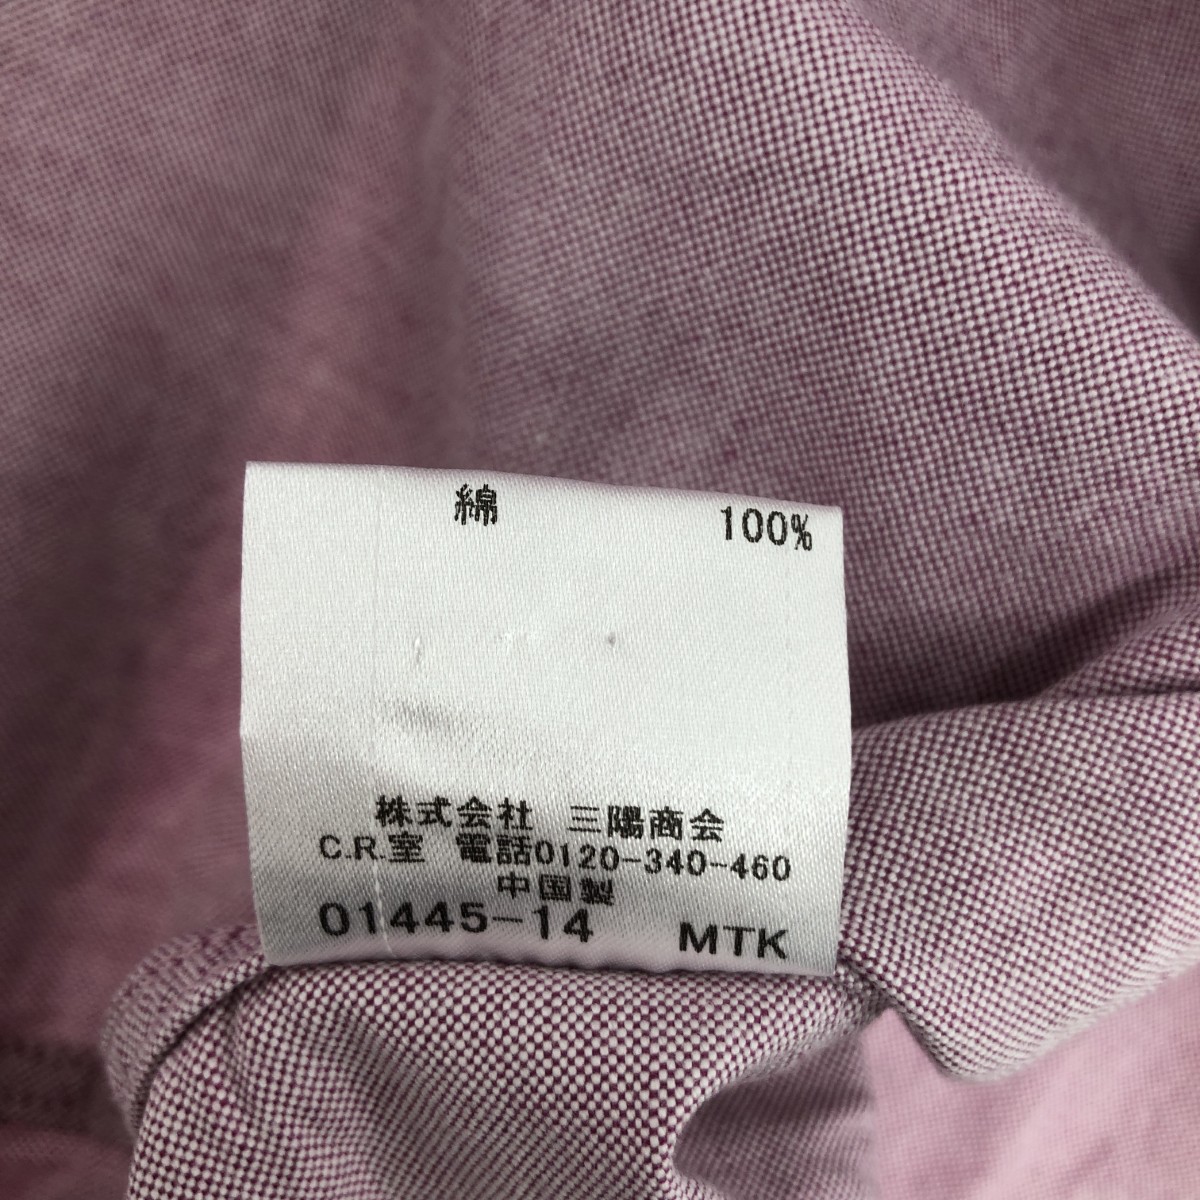 綿 100%
株式会社 三陽商会
C.R.室 電話0120-340-460
中国製
01445-14 MTK